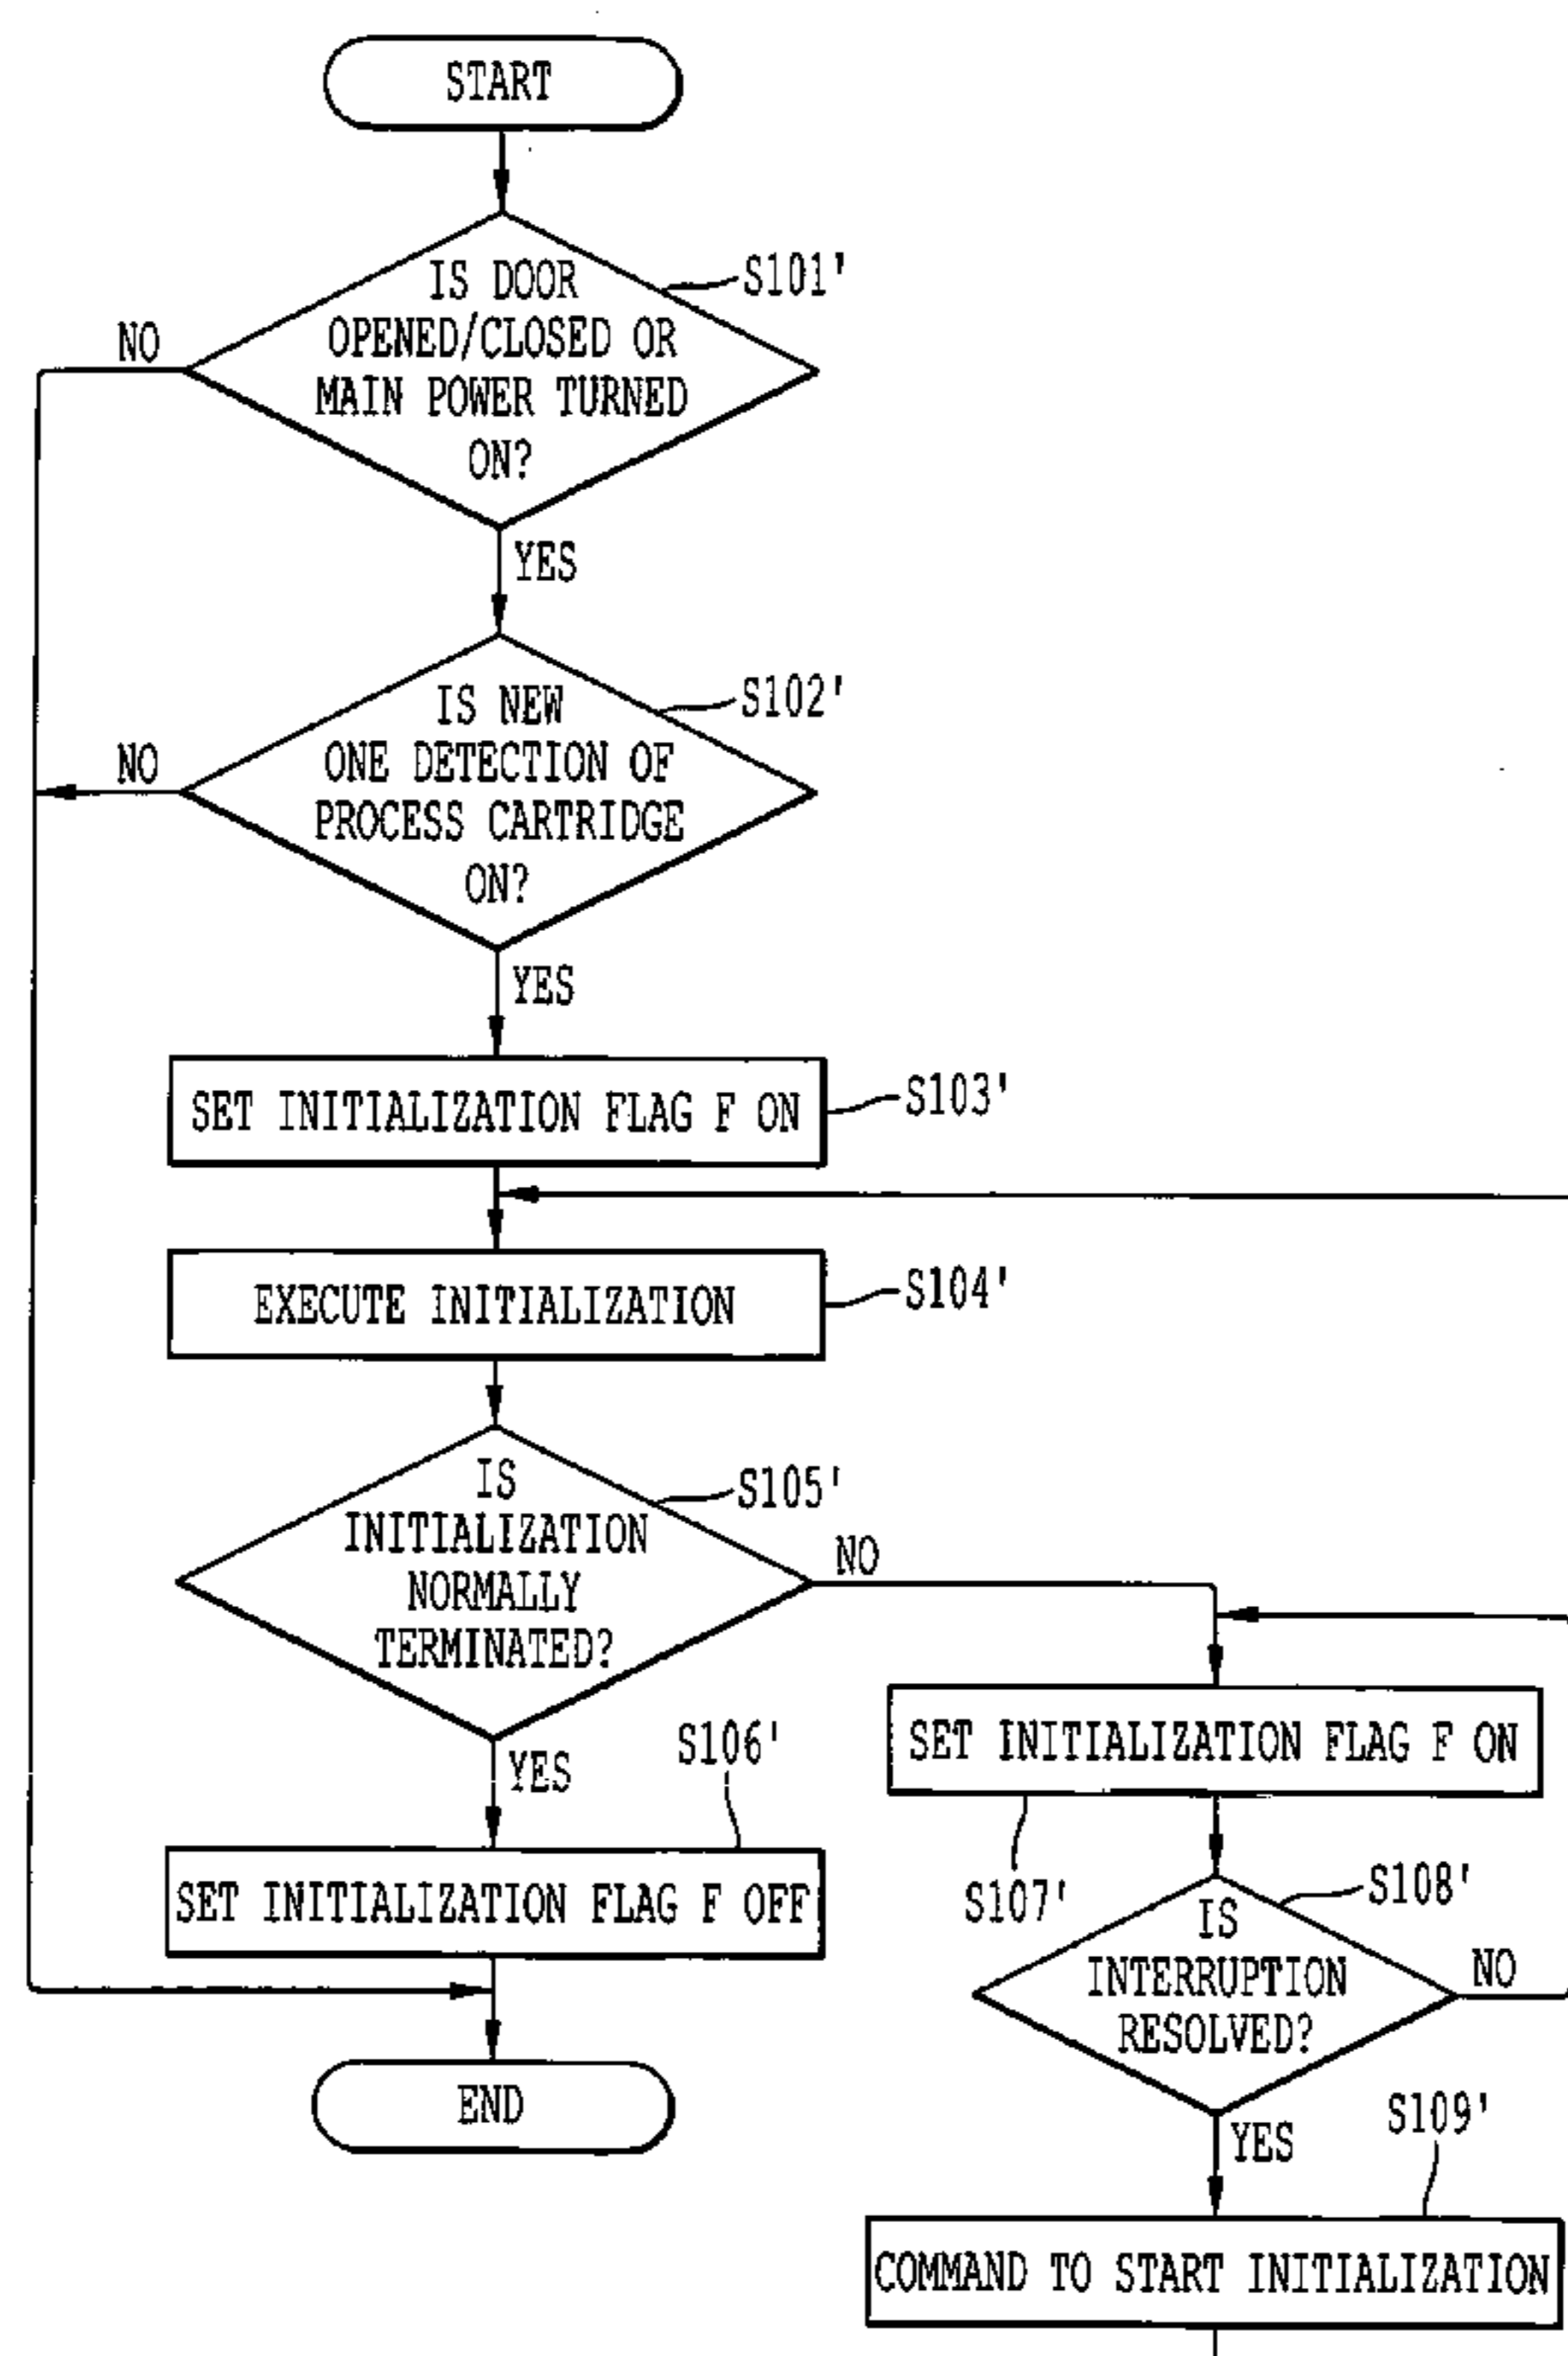 START
IS DOOR
OPENED/CLOSED OR
MAIN POWER TURNED
ON?
S101'
NO
YES
IS NEW
ONE DETECTION OF
PROCESS CARTRIDGE
ON?
S102'
NO
YES
SET INITIALIZATION FLAG F ON
S103'
EXECUTE INITIALIZATION
S104'
IS
INITIALIZATION
NORMALLY
TERMINATED?
S105'
NO
YES
S106'
SET INITIALIZATION FLAG F OFF
END
SET INITIALIZATION FLAG F ON
S107'
IS
INTERRUPTION
RESOLVED?
S108'
NO
YES
S109'
COMMAND TO START INITIALIZATION